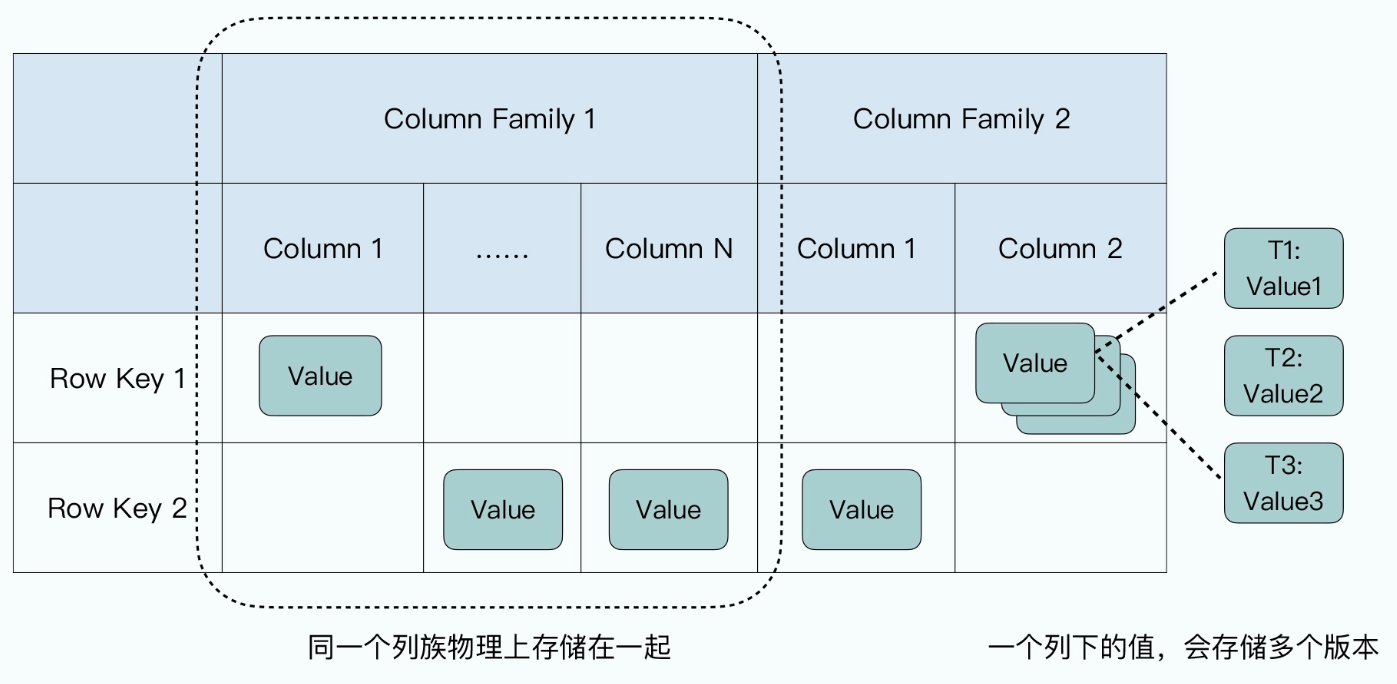 Column Family 1
Column Family 2
Column 1
......
Column N
Column 1
Column 2
T1:
Value1
Row Key 1
Value
Value
T2:
Value2
Row Key 2
Value
Value
Value
T3:
Value3
同一个列族物理上存储在一起
一个列下的值，会存储多个版本